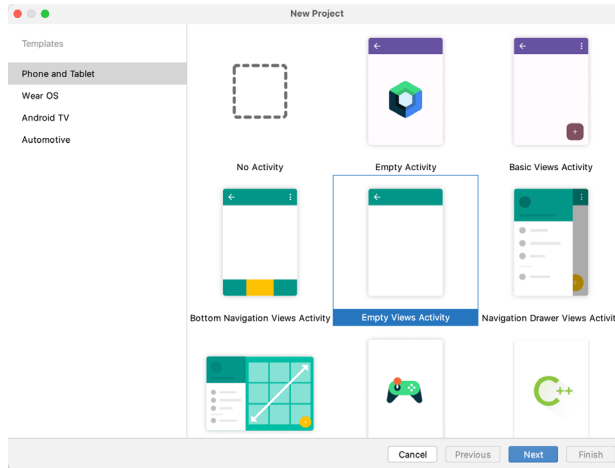 New Project
Templates
Phone and Tablet
Wear OS
Android TV
Automotive
No Activity
Empty Activity
Basic Views Activity
Bottom Navigation Views Activity
Empty Views Activity
Navigation Drawer Views Activit
C++
Cancel
Previous
Next
Finish